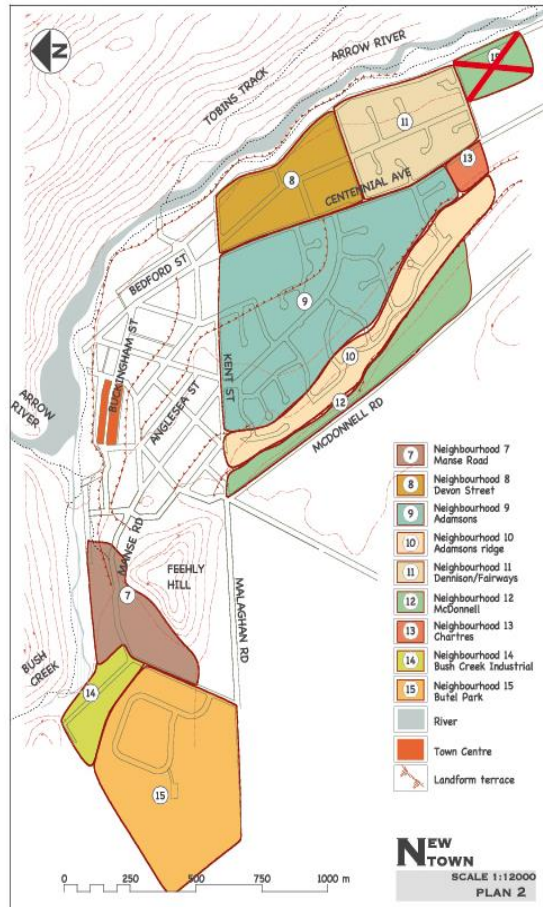 N
ARROW RIVER
TOBINS TRACK
11
8
13
CENTENNIAL AVE
BEDFORD ST
9
BUCKINGHAM ST
KENT ST
10
ARROW
RIVER
ANGLESEA ST
12
MCDONNELL RD
MANSE RD
FEEHLY
HILL
7
MALAGHAN RD
BUSH
CREEK
14
15
7 Neighbourhood 7
Manse Road
8 Neighbourhood 8
Devon Street
9 Neighbourhood 9
Adamsons
10 Neighbourhood 10
Adamsons ridge
11 Neighbourhood 11
Dennison/Fairways
12 Neighbourhood 12
McDonnell
13 Neighbourhood 13
Chartres
14 Neighbourhood 14
Bush Creek Industrial
15 Neighbourhood 15
Butel Park
River
Town Centre
Landform terrace
0 250 500 750 1000 m
NEW
TOWN
SCALE 1:12000
PLAN 2